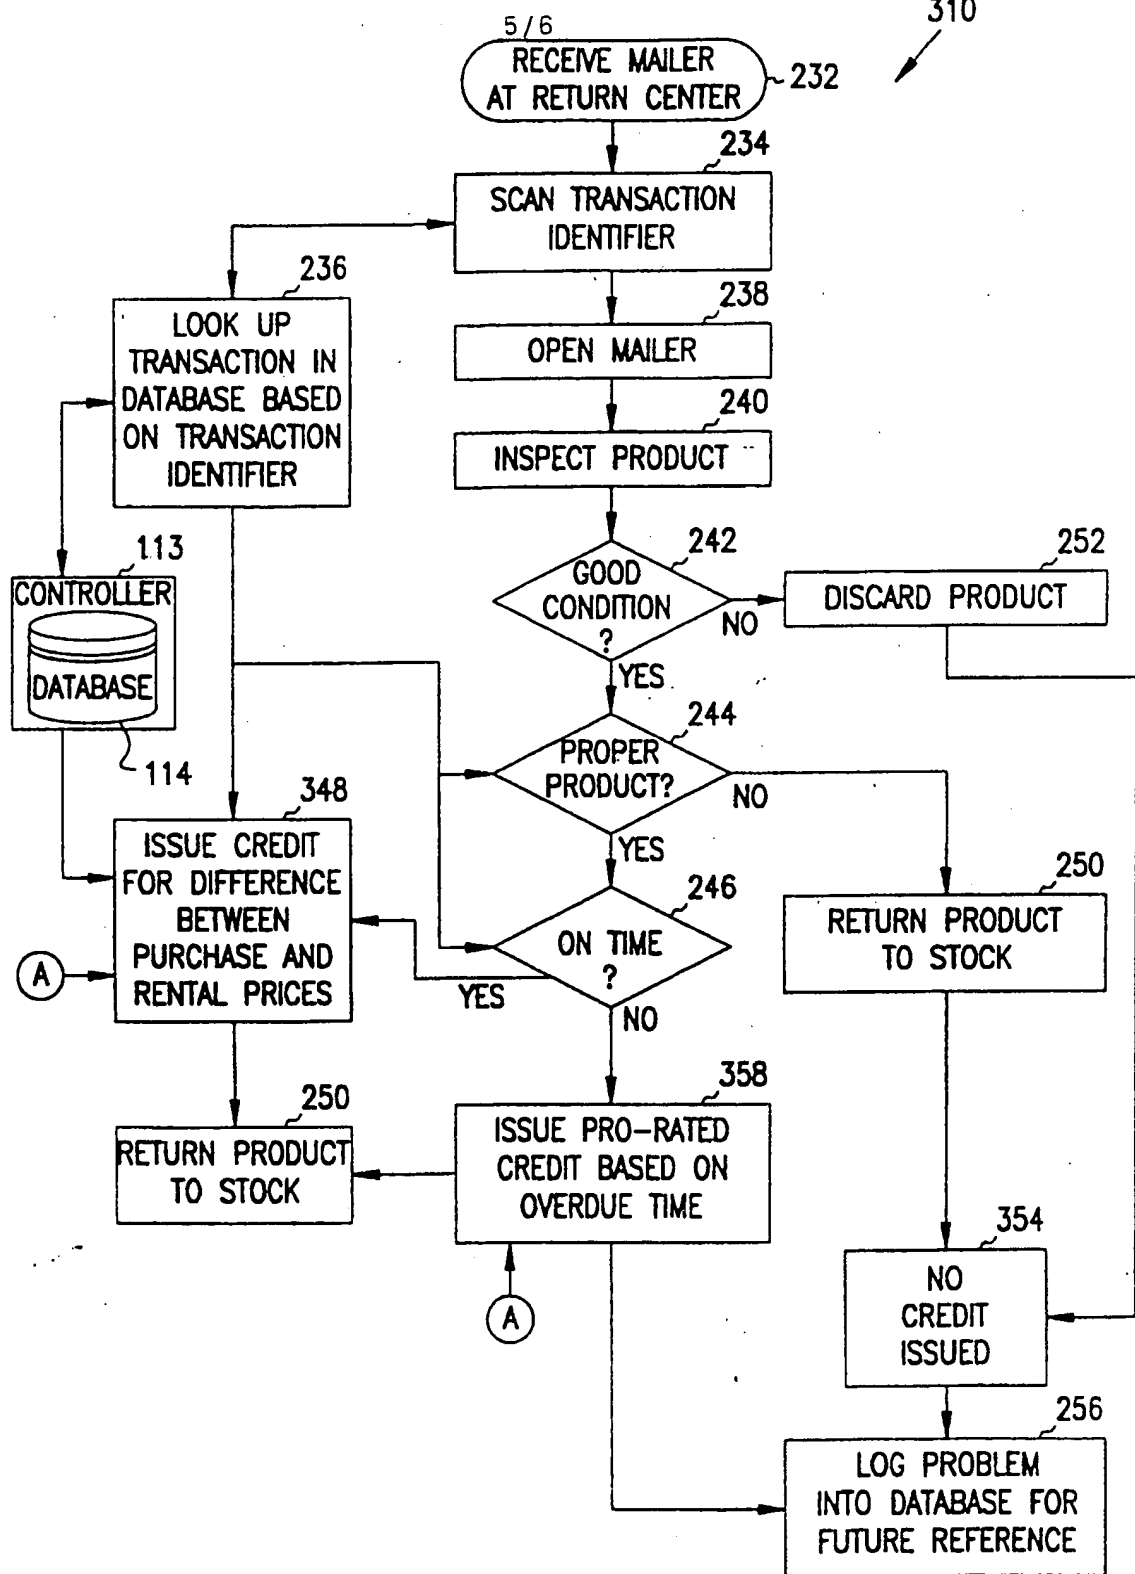 310
5/6
RECEIVE MAILER
AT RETURN CENTER
232
234
SCAN TRANSACTION
IDENTIFIER
236
LOOK UP
TRANSACTION IN
DATABASE BASED
ON TRANSACTION
IDENTIFIER
238
OPEN MAILER
240
INSPECT PRODUCT
242
GOOD
CONDITION
?
NO
YES
252
DISCARD PRODUCT
113
CONTROLLER
DATABASE
114
244
PROPER
PRODUCT?
NO
YES
348
ISSUE CREDIT
FOR DIFFERENCE
BETWEEN
PURCHASE AND
RENTAL PRICES
A
246
ON TIME
?
YES
NO
250
RETURN PRODUCT
TO STOCK
250
RETURN PRODUCT
TO STOCK
358
ISSUE PRO-RATED
CREDIT BASED ON
OVERDUE TIME
A
354
NO
CREDIT
ISSUED
256
LOG PROBLEM
INTO DATABASE FOR
FUTURE REFERENCE